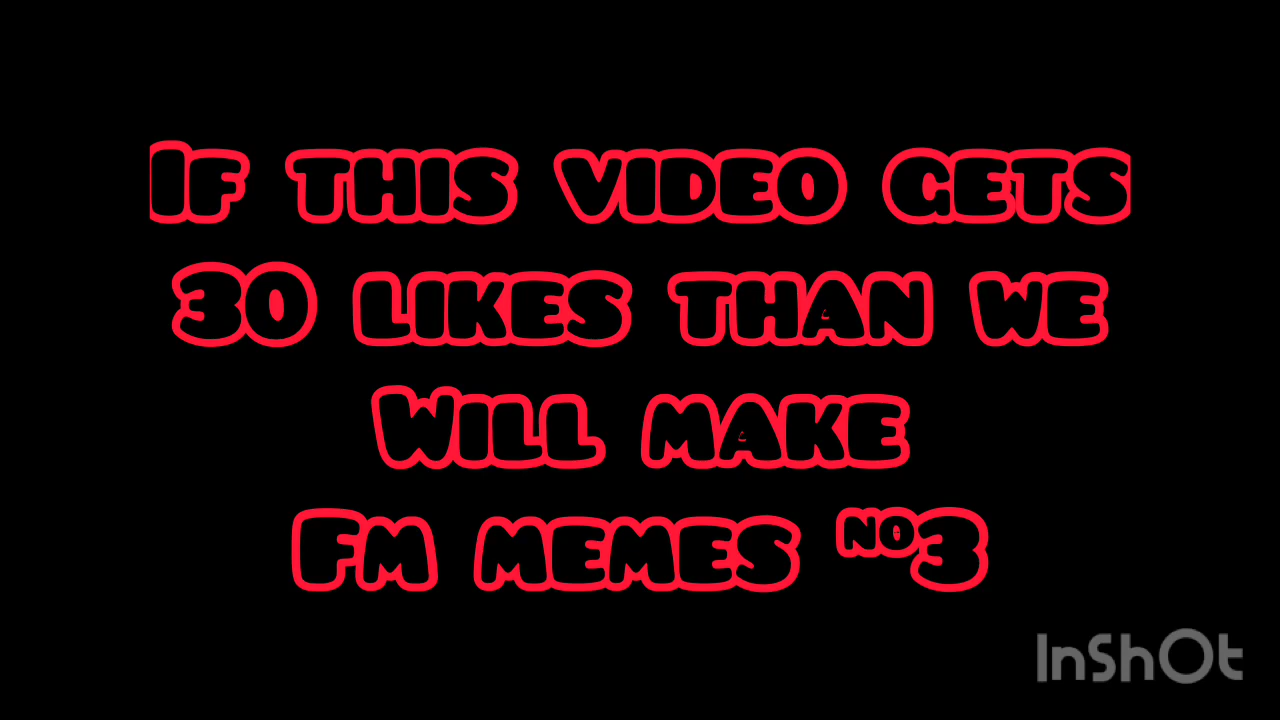 If this video gets
30 likes than we
Will make
Fm memes no3
InShOt